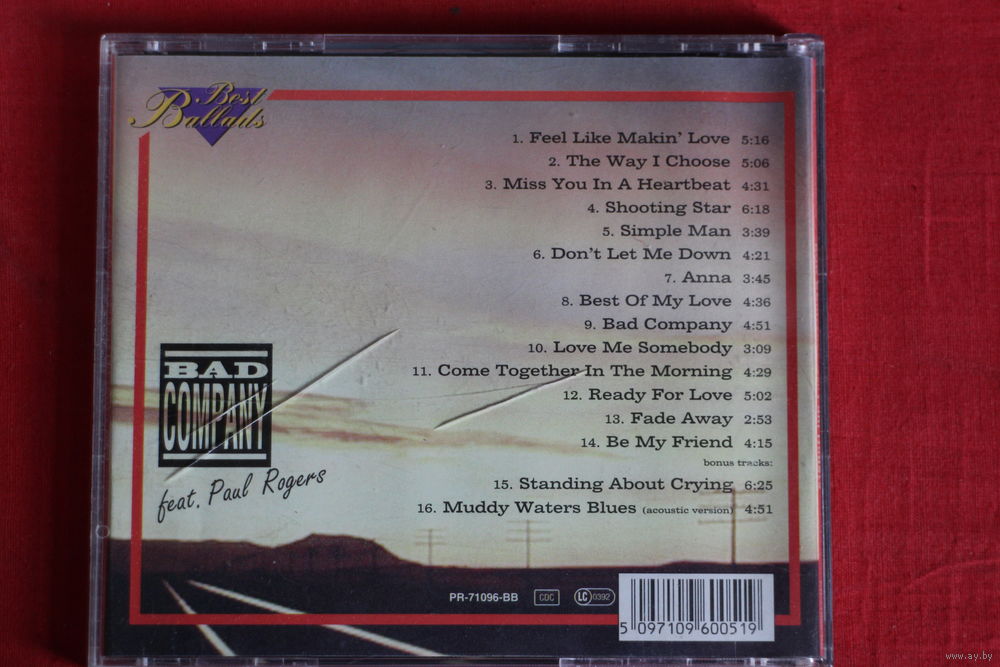 Best
Ballads
1. Feel Like Makin' Love 5:16
2. The Way I Choose 5:06
3. Miss You In A Heartbeat 4:31
4. Shooting Star 6:18
5. Simple Man 3:39
6. Don't Let Me Down 4:21
7. Anna 3:45
8. Best Of My Love 4:36
9. Bad Company 4:51
10. Love Me Somebody 3:09
11. Come Together In The Morning 4:29
12. Ready For Love 5:02
13. Fade Away 2:53
14. Be My Friend 4:15
bonus tracks:
15. Standing About Crying 6:25
16. Muddy Waters Blues (acoustic version) 4:51
BAD
COMPANY
feat. Paul Rogers
PR-71096-BB CDC LC 0392
5 097109 600519
www.ay.by